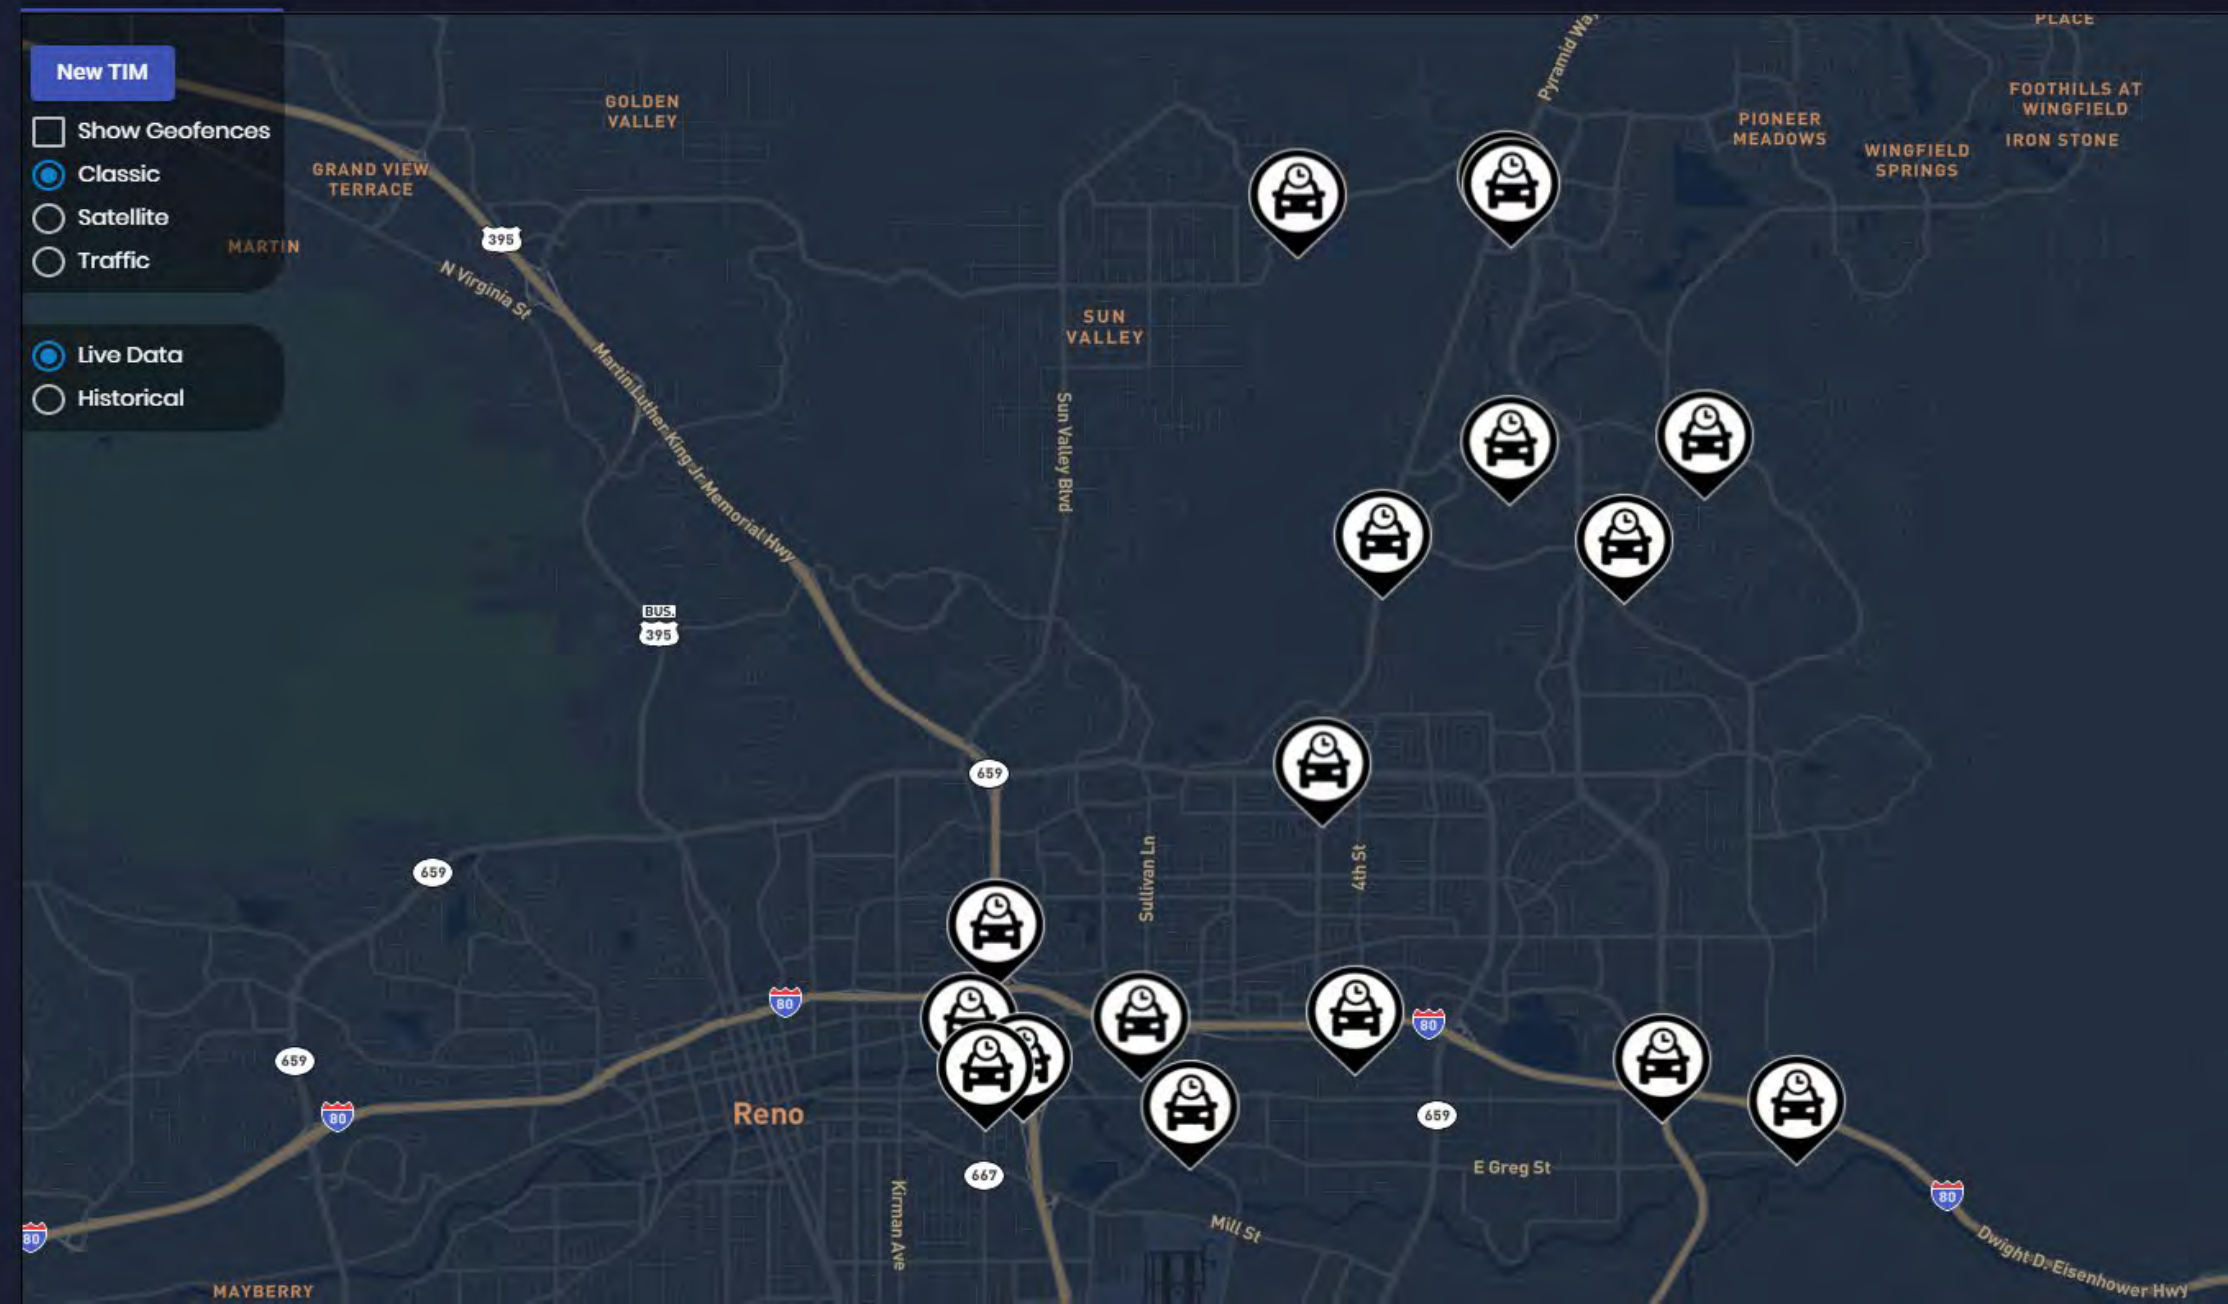 New TIM
Show Geofences
Classic
Satellite
Traffic
Live Data
Historical
PLACE
Pyramid Way
GOLDEN
VALLEY
FOOTHILLS AT
WINGFIELD
PIONEER
MEADOWS
IRON STONE
WINGFIELD
SPRINGS
GRAND VIEW
TERRACE
MARTIN
395
N Virginia St
SUN
VALLEY
Martin Luther King Jr Memorial Hwy
Sun Valley Blvd
BUS.
395
659
659
Sullivan Ln
4th St
80
80
659
80
Reno
659
667
E Greg St
Kirman Ave
Mill St
80
80
Dwight D. Eisenhower Hwy
MAYBERRY